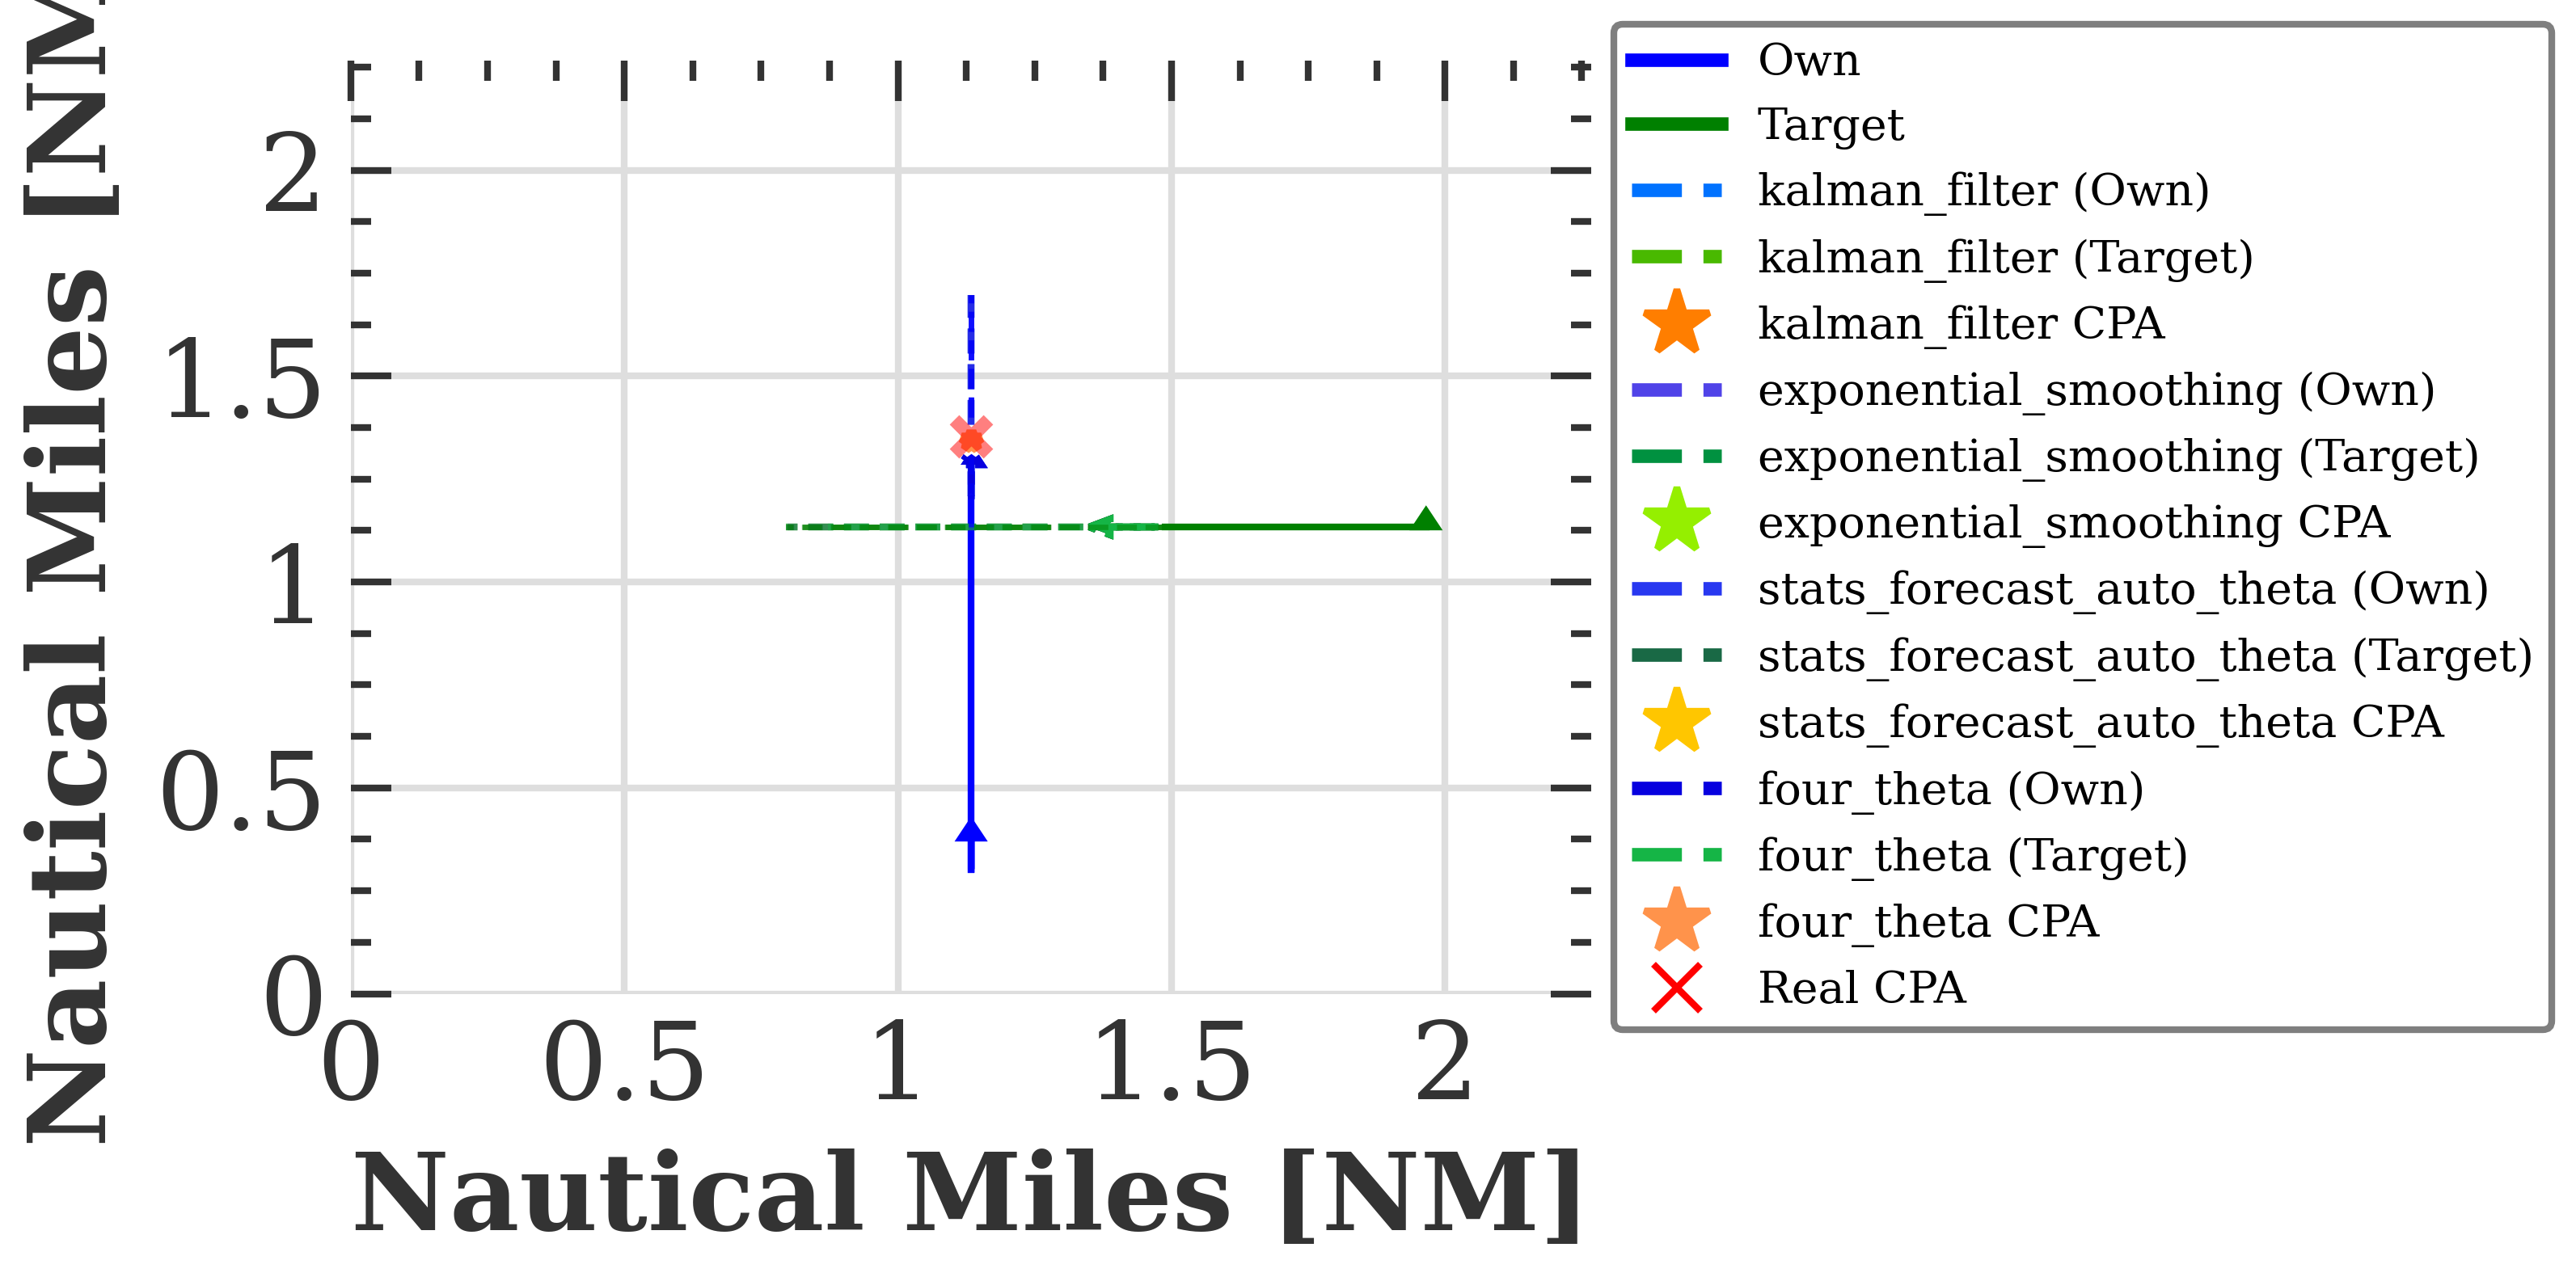 Nautical Miles [NM
2
1.5
1
0.5
0
0 0.5 1 1.5 2
Nautical Miles [NM]
Own
Target
kalman_filter (Own)
kalman_filter (Target)
kalman_filter CPA
exponential_smoothing (Own)
exponential_smoothing (Target)
exponential_smoothing CPA
stats_forecast_auto_theta (Own)
stats_forecast_auto_theta (Target)
stats_forecast_auto_theta CPA
four_theta (Own)
four_theta (Target)
four_theta CPA
Real CPA